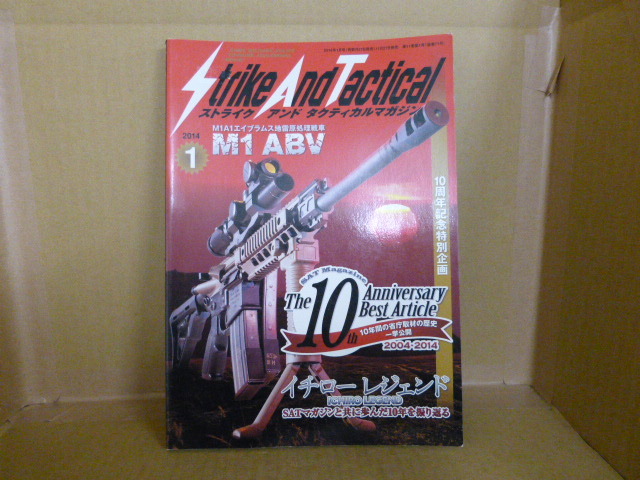 Strike And Tactical
ストライク アンド タクティカルマガジン
2014
1
M1A1エイブラムス地雷原処理戦車
M1 ABV
10周年記念特別企画
SAT Magazine
The 10th Anniversary
Best Article
10年間の省庁取材の歴史
一挙公開
2004-2014
イチロー レジェンド
ICHIRO LEGEND
SATマガジンと共に歩んだ10年を振り返る